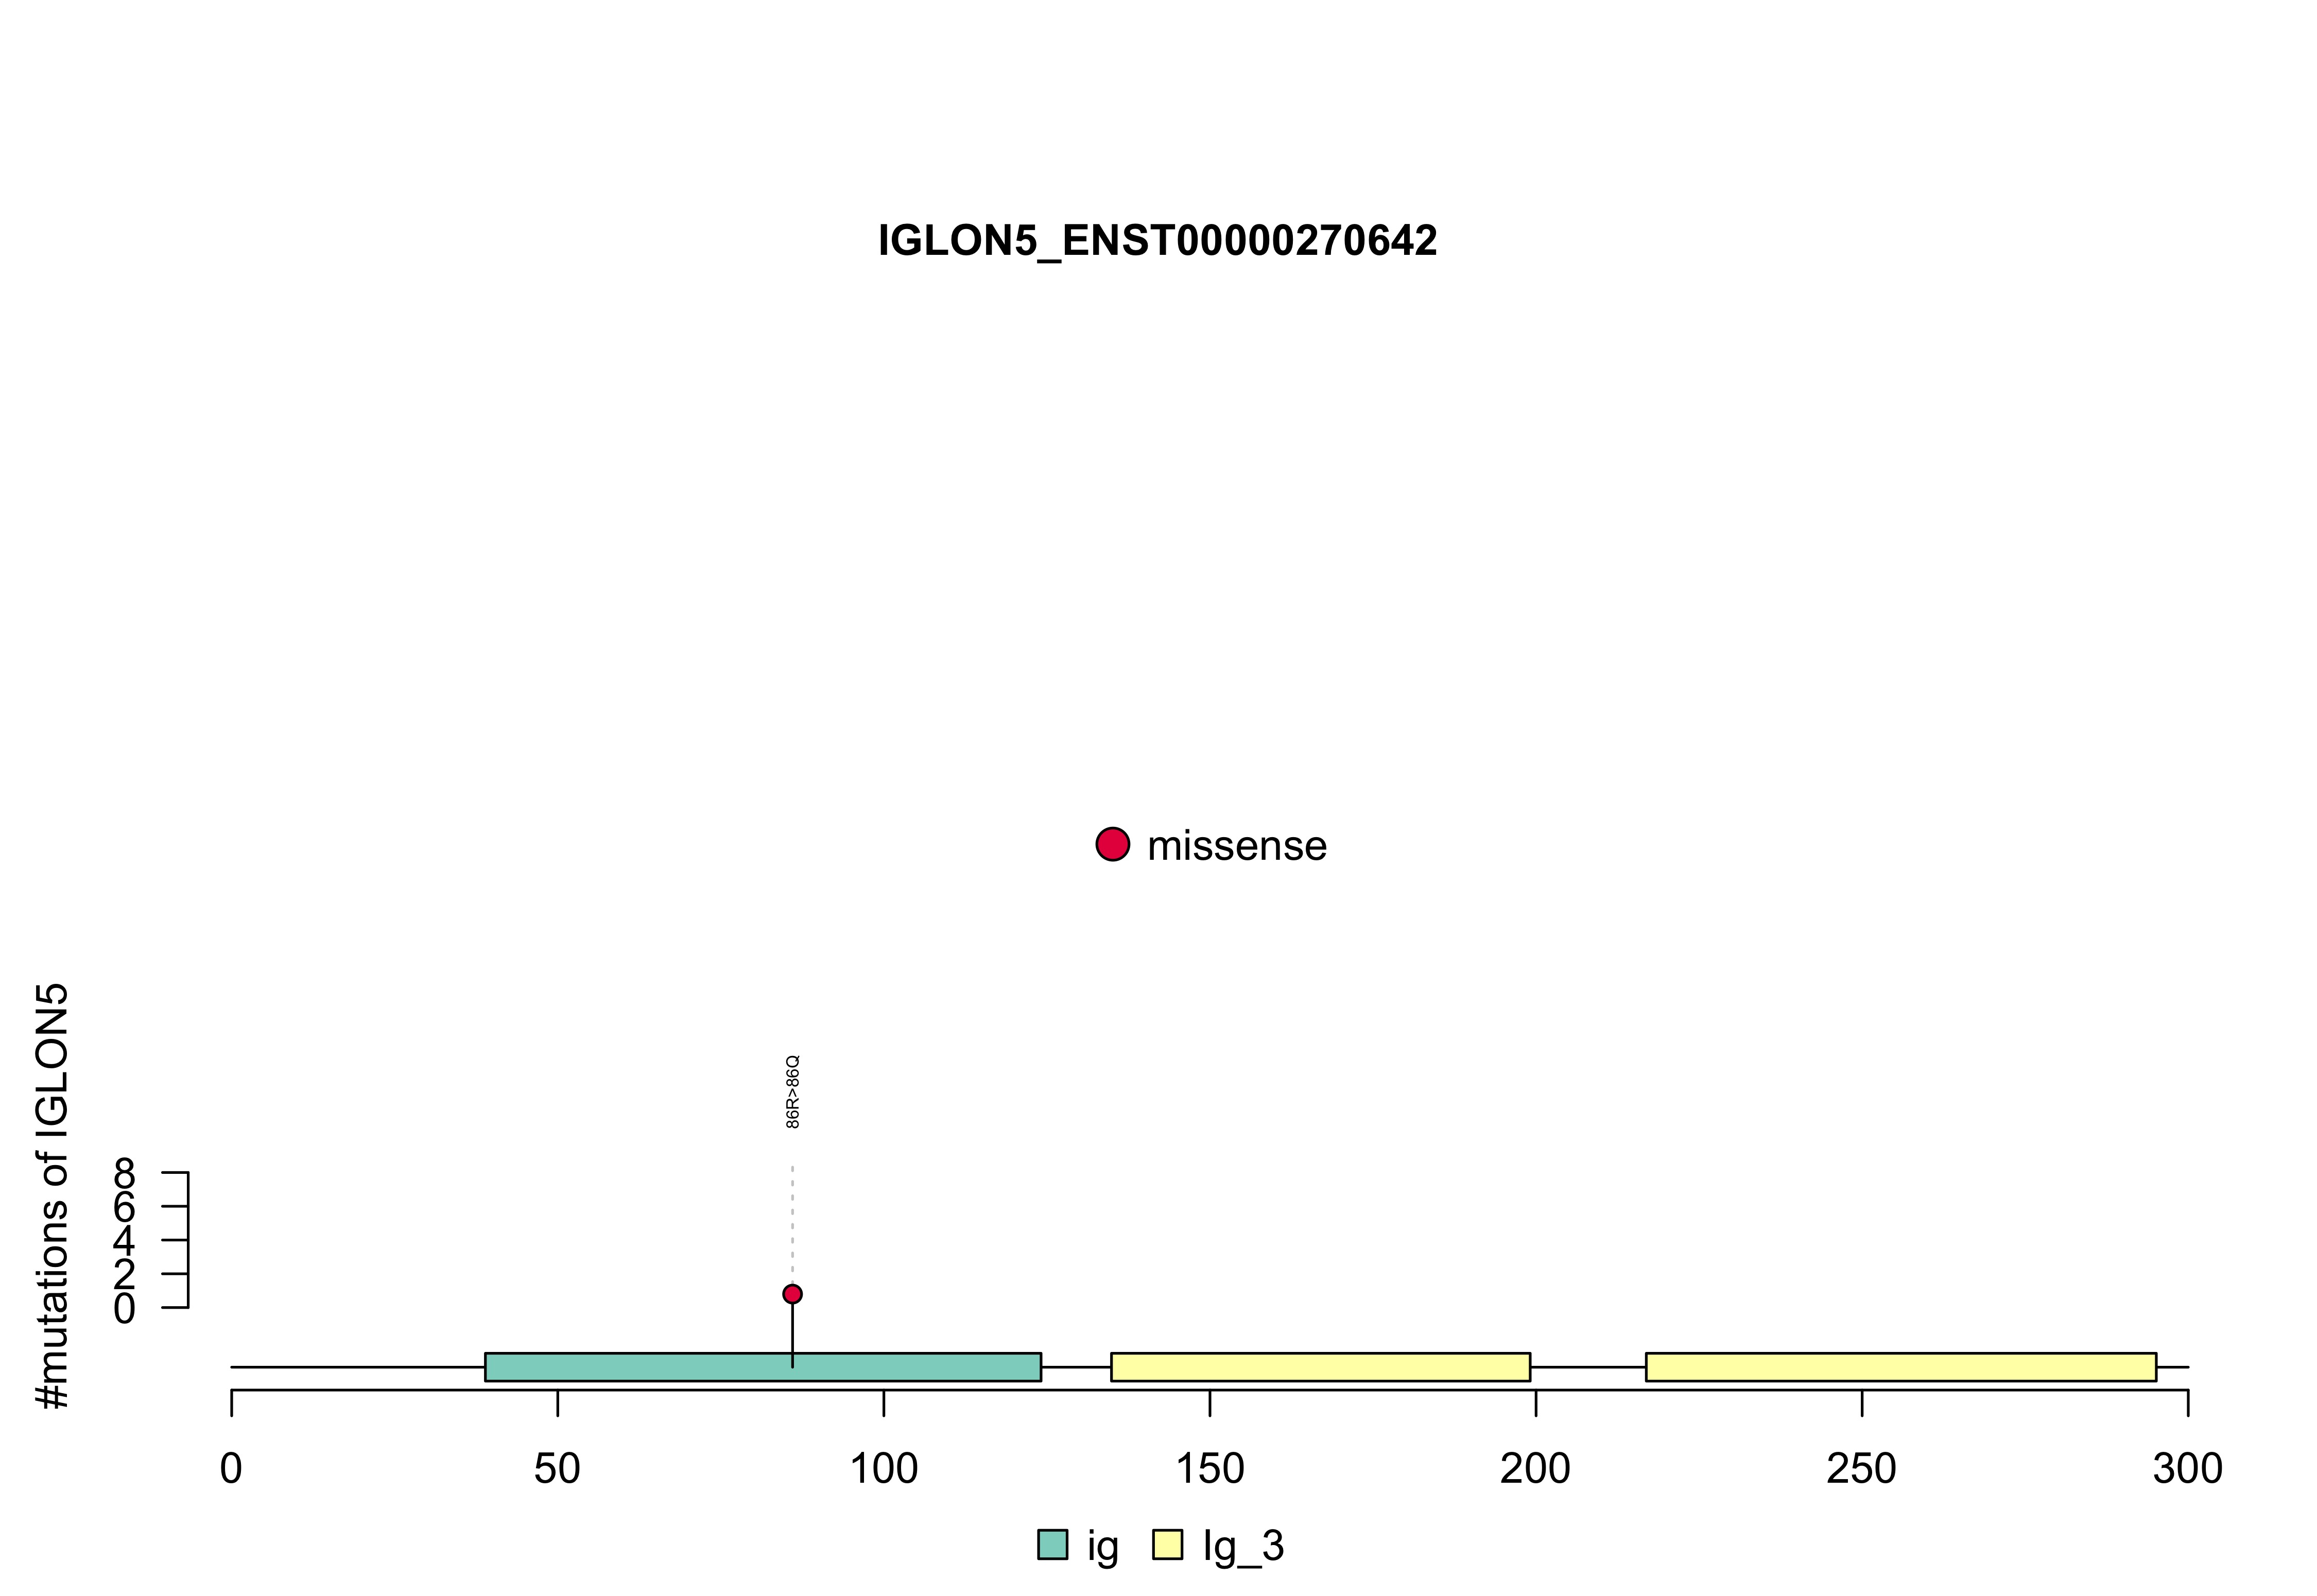 IGLON5_ENST00000270642
missense
#mutations of IGLON5
86R>86Q
8
6
4
2
0
0 50 100 150 200 250 300
ig Ig_3